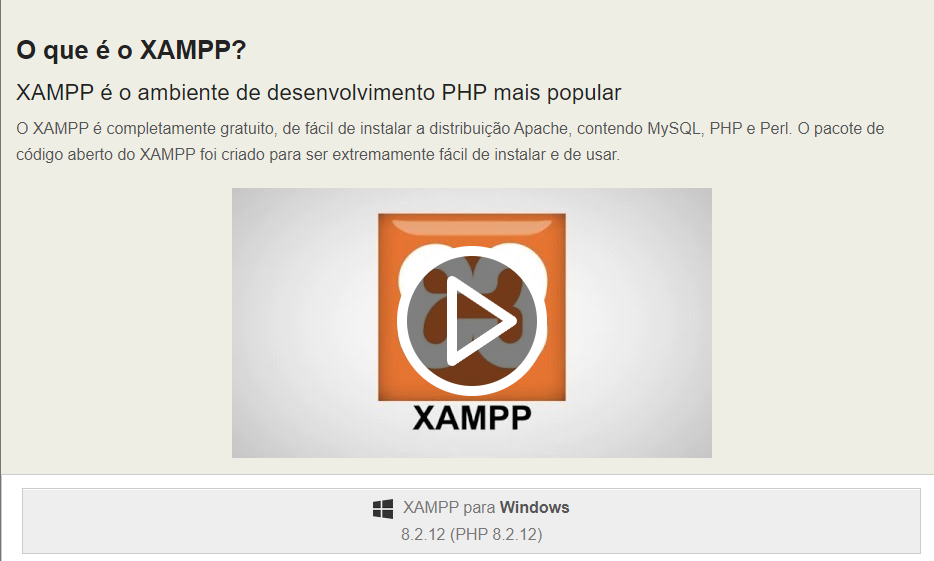 O que é o XAMPP?
XAMPP é o ambiente de desenvolvimento PHP mais popular
O XAMPP é completamente gratuito, de fácil de instalar a distribuição Apache, contendo MySQL, PHP e Perl. O pacote de
código aberto do XAMPP foi criado para ser extremamente fácil de instalar e de usar.
XAMPP
XAMPP para Windows
8.2.12 (PHP 8.2.12)